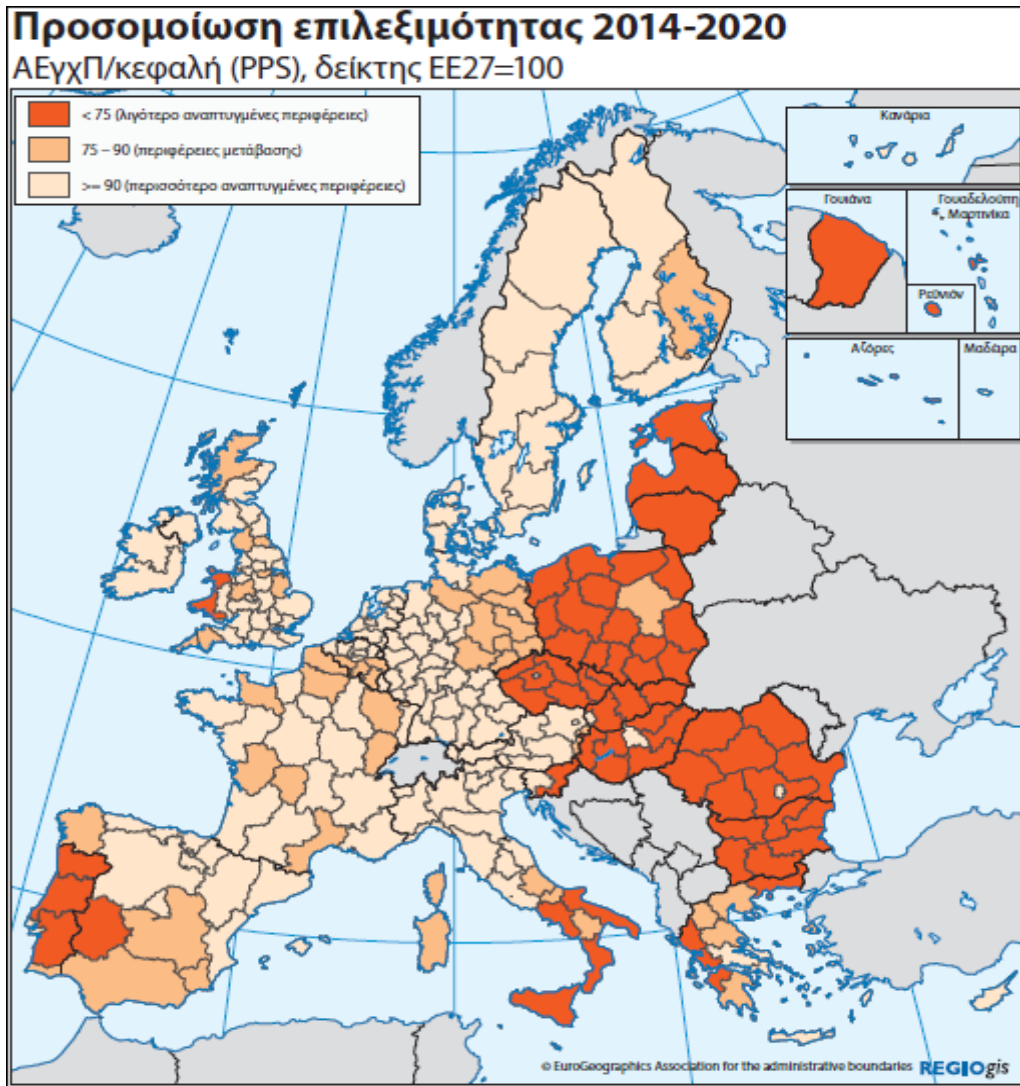 Προσομοίωση επιλεξιμότητας 2014-2020
ΑΕγχΠ/κεφαλή (PPS), δείκτης ΕΕ27=100
< 75 (λιγότερο αναπτυγμένες περιφέρειες)
75 – 90 (περιφέρειες μετάβασης)
>= 90 (περισσότερο αναπτυγμένες περιφέρειες)
Κανάρια
Γουιάνα
Γουαδελούπη
Μαρτινίκα
Ρεϋνιόν
Αζόρες
Μαδέιρα
© EuroGeographics Association for the administrative boundaries REGIOgis